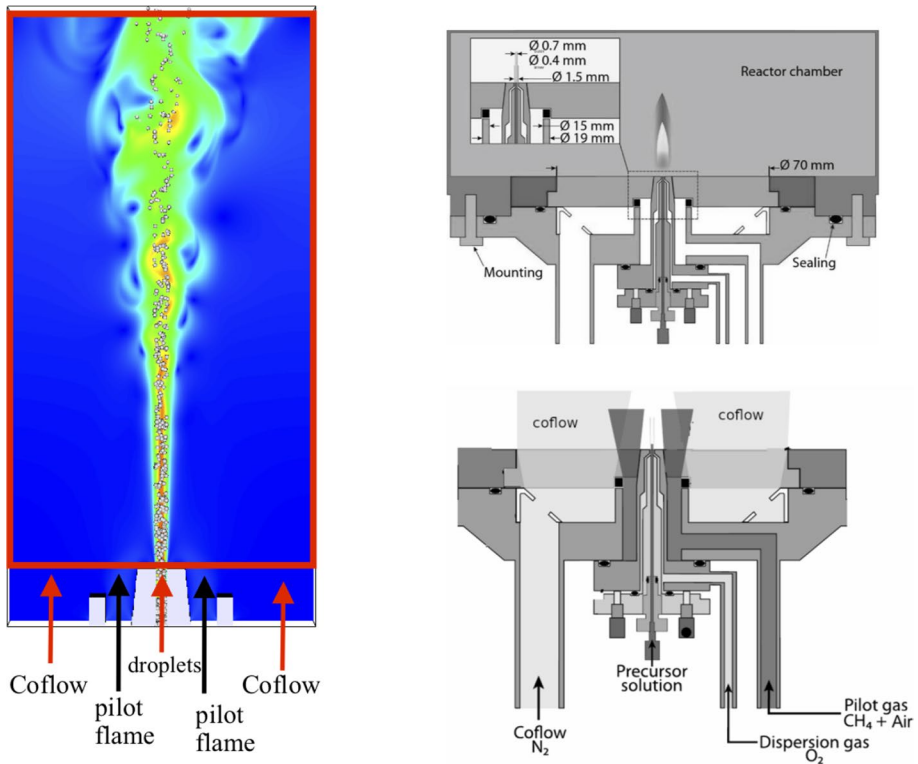 Coflow
pilot
flame
droplets
pilot
flame
Coflow
Ø 0.7 mm
Ø 0.4 mm
Ø 1.5 mm
Ø 15 mm
Ø 19 mm
Reactor chamber
Ø 70 mm
Mounting
Sealing
coflow
coflow
Precursor
solution
Coflow
N₂
Pilot gas
CH₄ + Air
Dispersion gas
O₂